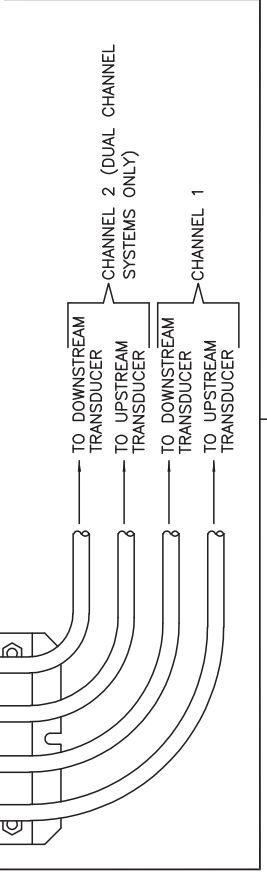 TO DOWNSTREAM
TRANSDUCER
TO UPSTREAM
TRANSDUCER
CHANNEL 2 (DUAL CHANNEL
SYSTEMS ONLY)
TO DOWNSTREAM
TRANSDUCER
TO UPSTREAM
TRANSDUCER
CHANNEL 1